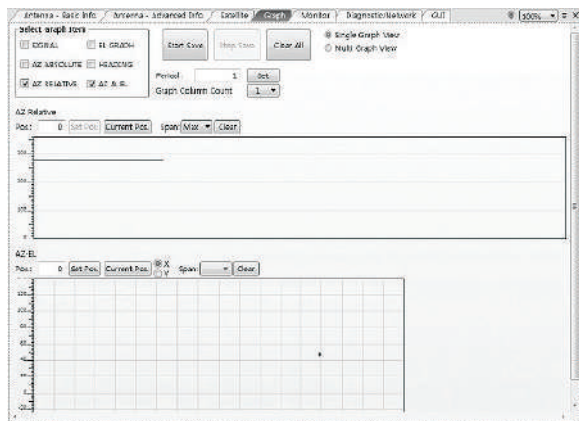 Antenna - Basic Info. Antenna - Advanced Info Satellite Graph Monitor Diagnostic/Network GUI 100%
Select Graph Item
SIGNAL EL GRAPH
AZ ABSOLUTE HEADING
AZ RELATIVE AZ & EL
Start Save Stop Save Clear All
Single Graph View
Multi Graph View
Period 1 Set
Graph Column Count 1
AZ Relative
Pos: 0 Set Pos. Current Pos. Span: Max Clear
0
AZ-EL
Pos: 0 Set Pos. Current Pos. X Y Span: Clear